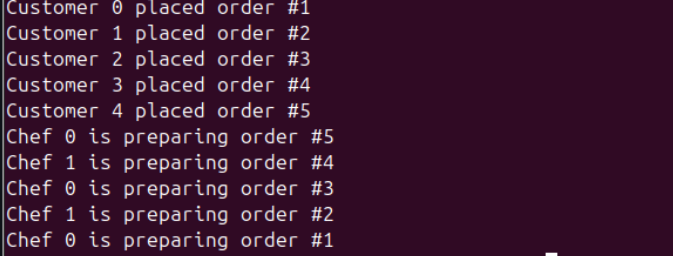 Customer 0 placed order #1
Customer 1 placed order #2
Customer 2 placed order #3
Customer 3 placed order #4
Customer 4 placed order #5
Chef 0 is preparing order #5
Chef 1 is preparing order #4
Chef 0 is preparing order #3
Chef 1 is preparing order #2
Chef 0 is preparing order #1